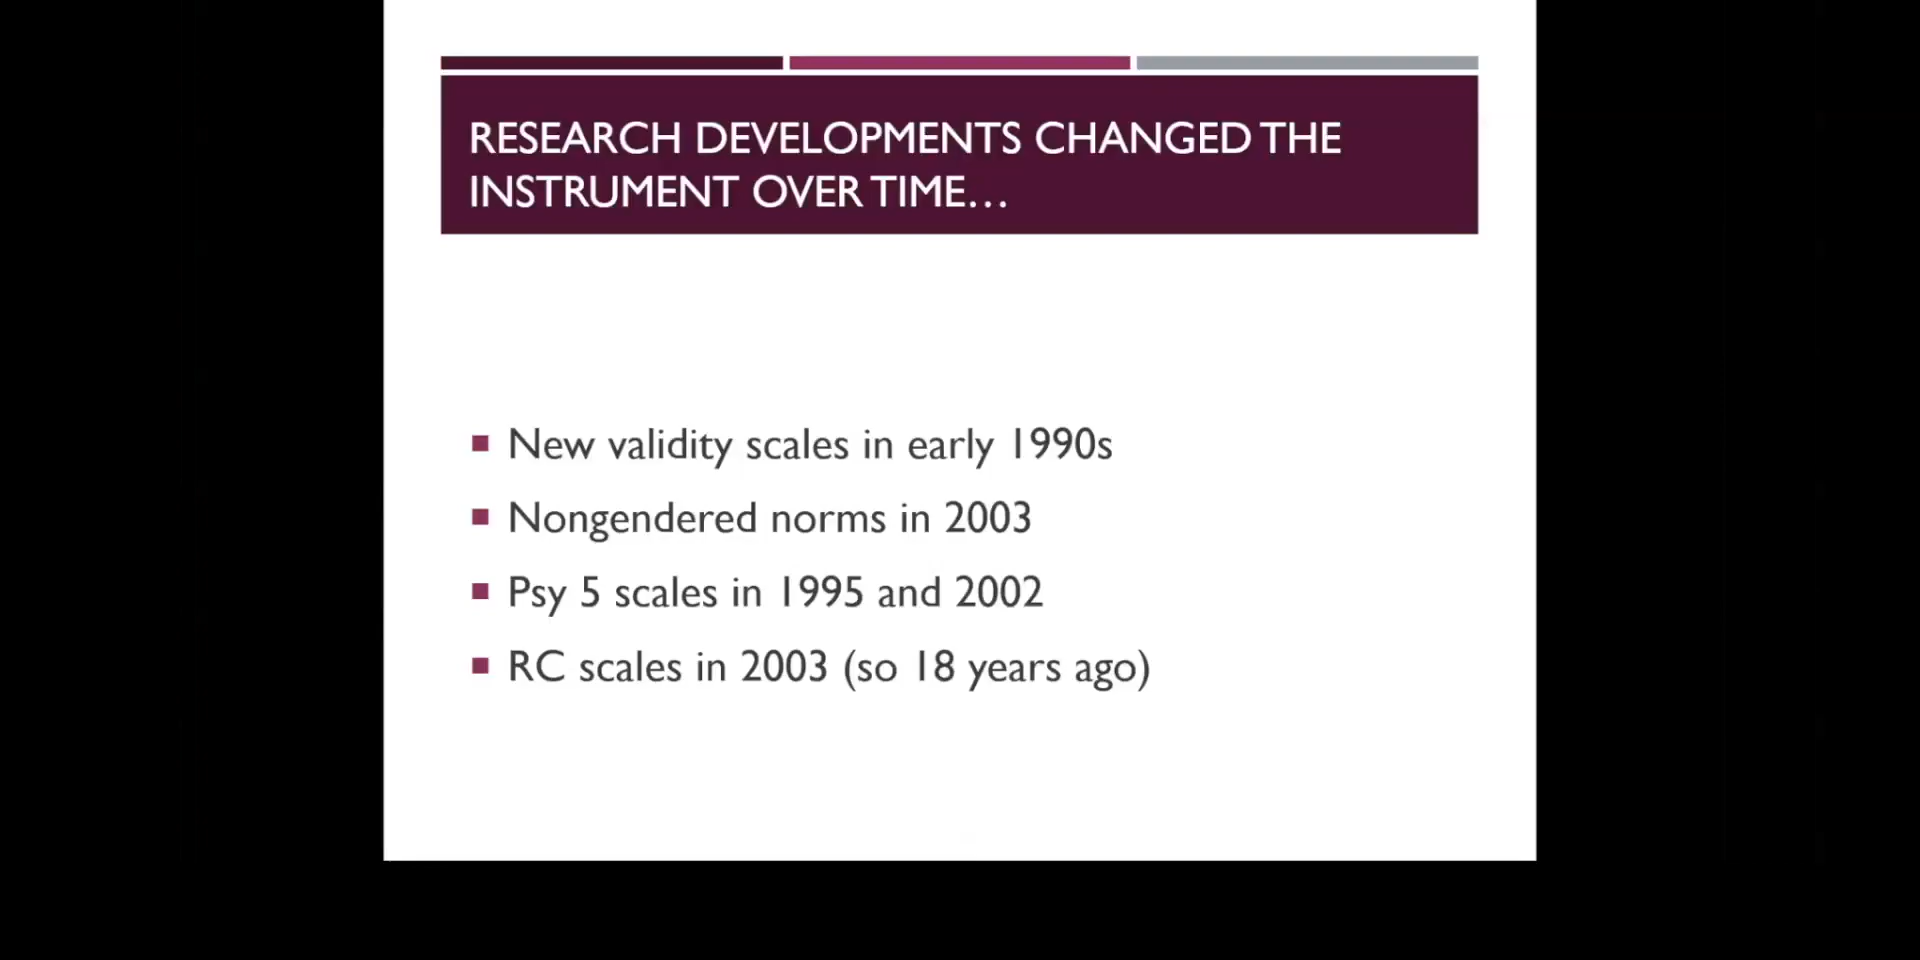 RESEARCH DEVELOPMENTS CHANGED THE
INSTRUMENT OVER TIME…
New validity scales in early 1990s
Nongendered norms in 2003
Psy 5 scales in 1995 and 2002
RC scales in 2003 (so 18 years ago)